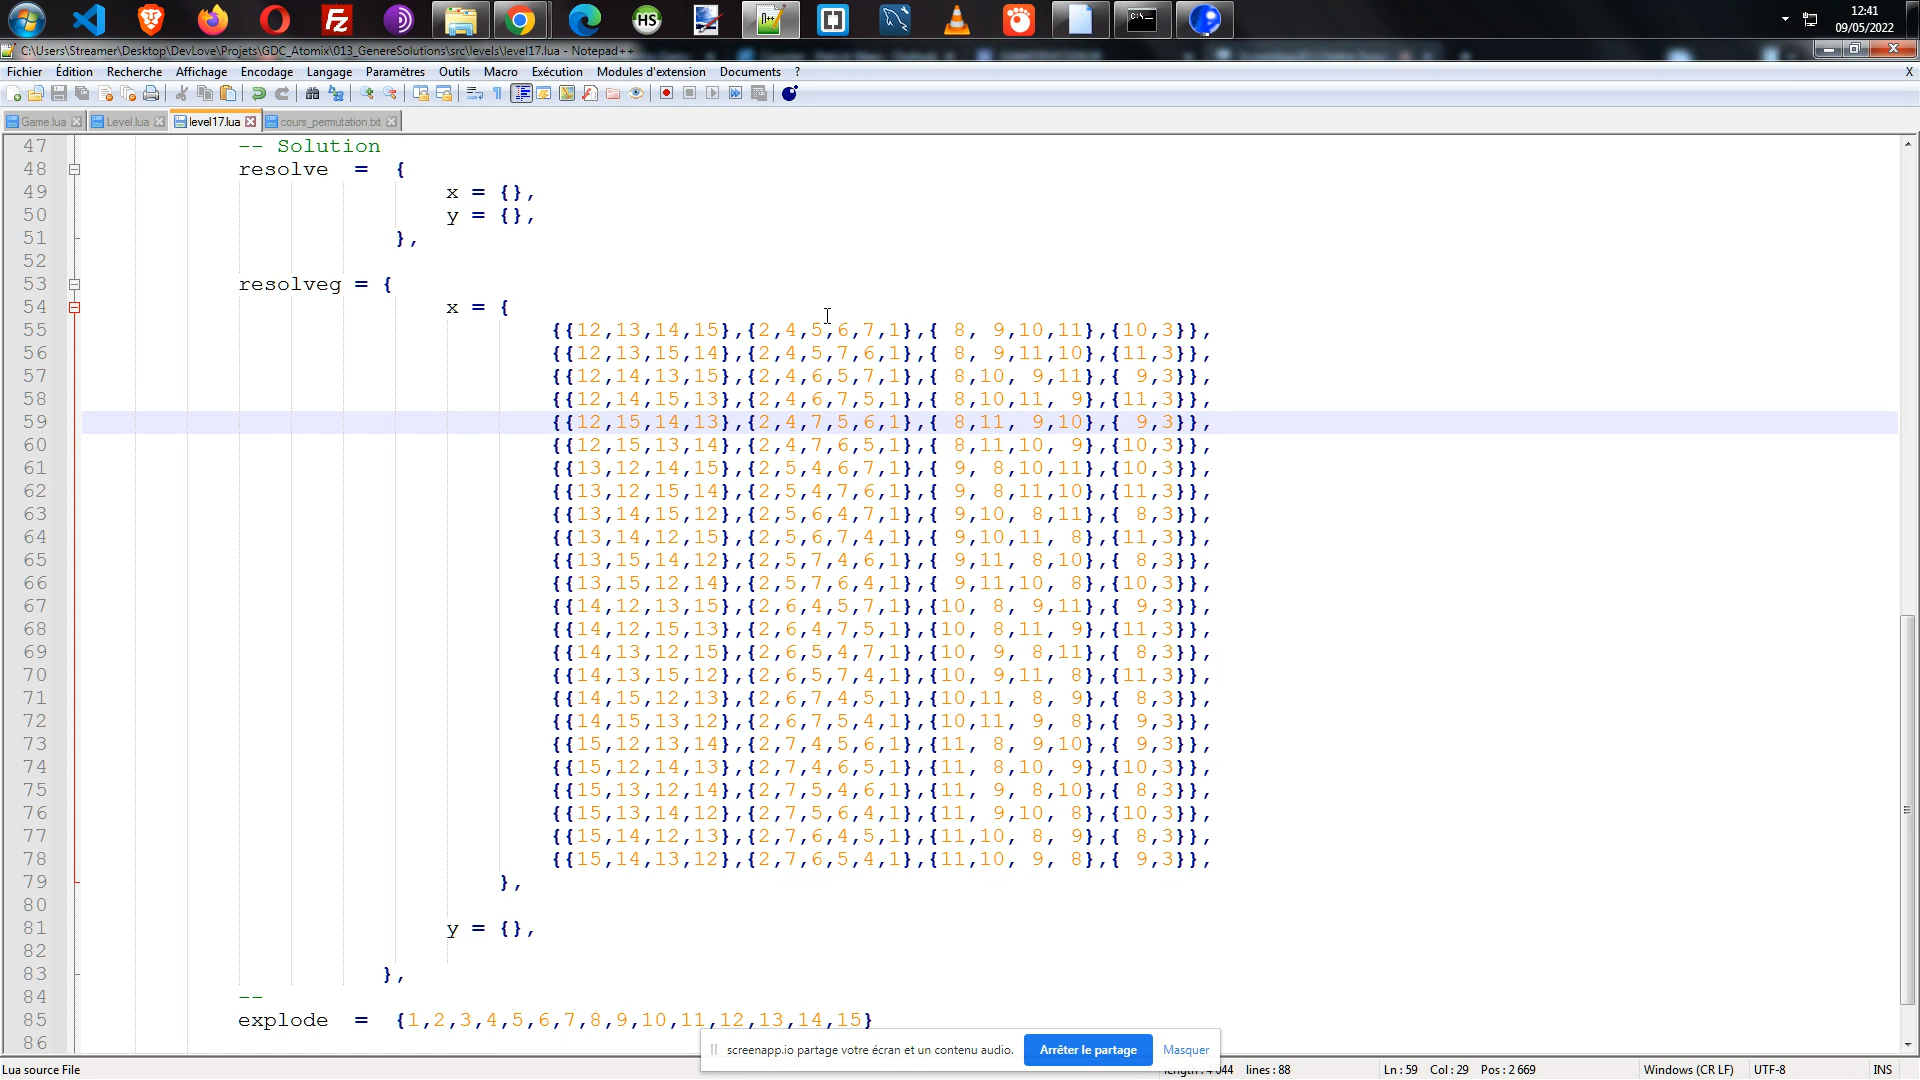 12:41
09/05/2022
C:\Users\Streamer\Desktop\DevLove\Projets\GDC_Atomix\013_GenereSolutions\src\levels\level17.lua - Notepad++
Fichier Édition Recherche Affichage Encodage Langage Paramètres Outils Macro Exécution Modules d'extension Documents ? X
Game.lua Level.lua level17.lua cours_permutation.txt
47 -- Solution
48 resolve = {
49 x = {},
50 y = {},
51 },
52
53 resolveg = {
54 x = {
55 {{12,13,14,15},{2,4,5,6,7,1},{ 8, 9,10,11},{10,3}},
56 {{12,13,15,14},{2,4,5,7,6,1},{ 8, 9,11,10},{11,3}},
57 {{12,14,13,15},{2,4,6,5,7,1},{ 8,10, 9,11},{ 9,3}},
58 {{12,14,15,13},{2,4,6,7,5,1},{ 8,10,11, 9},{11,3}},
59 {{12,15,14,13},{2,4,7,5,6,1},{ 8,11, 9,10},{ 9,3}},
60 {{12,15,13,14},{2,4,7,6,5,1},{ 8,11,10, 9},{10,3}},
61 {{13,12,14,15},{2,5,4,6,7,1},{ 9, 8,10,11},{10,3}},
62 {{13,12,15,14},{2,5,4,7,6,1},{ 9, 8,11,10},{11,3}},
63 {{13,14,15,12},{2,5,6,4,7,1},{ 9,10, 8,11},{ 8,3}},
64 {{13,14,12,15},{2,5,6,7,4,1},{ 9,10,11, 8},{11,3}},
65 {{13,15,14,12},{2,5,7,4,6,1},{ 9,11, 8,10},{ 8,3}},
66 {{13,15,12,14},{2,5,7,6,4,1},{ 9,11,10, 8},{10,3}},
67 {{14,12,13,15},{2,6,4,5,7,1},{10, 8, 9,11},{ 9,3}},
68 {{14,12,15,13},{2,6,4,7,5,1},{10, 8,11, 9},{11,3}},
69 {{14,13,12,15},{2,6,5,4,7,1},{10, 9, 8,11},{ 8,3}},
70 {{14,13,15,12},{2,6,5,7,4,1},{10, 9,11, 8},{11,3}},
71 {{14,15,12,13},{2,6,7,4,5,1},{10,11, 8, 9},{ 8,3}},
72 {{14,15,13,12},{2,6,7,5,4,1},{10,11, 9, 8},{ 9,3}},
73 {{15,12,13,14},{2,7,4,5,6,1},{11, 8, 9,10},{ 9,3}},
74 {{15,12,14,13},{2,7,4,6,5,1},{11, 8,10, 9},{10,3}},
75 {{15,13,12,14},{2,7,5,4,6,1},{11, 9, 8,10},{ 8,3}},
76 {{15,13,14,12},{2,7,5,6,4,1},{11, 9,10, 8},{10,3}},
77 {{15,14,12,13},{2,7,6,4,5,1},{11,10, 8, 9},{ 8,3}},
78 {{15,14,13,12},{2,7,6,5,4,1},{11,10, 9, 8},{ 9,3}},
79 },
80
81 y = {},
82
83 },
84 --
85 explode = {1,2,3,4,5,6,7,8,9,10,11,12,13,14,15}
86
screenapp.io partage votre écran et un contenu audio. Arrêter le partage Masquer
Lua source File length : 4 044 lines : 88 Ln : 59 Col : 29 Pos : 2 669 Windows (CR LF) UTF-8 INS